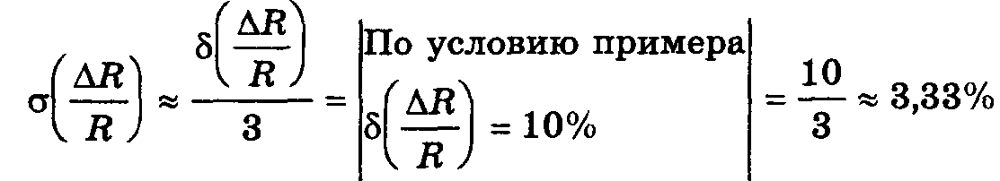 σ(ΔR/R) ≈ δ(ΔR/R)/3 = |По условию примера
δ(ΔR/R) = 10%| = 10/3 ≈ 3,33%